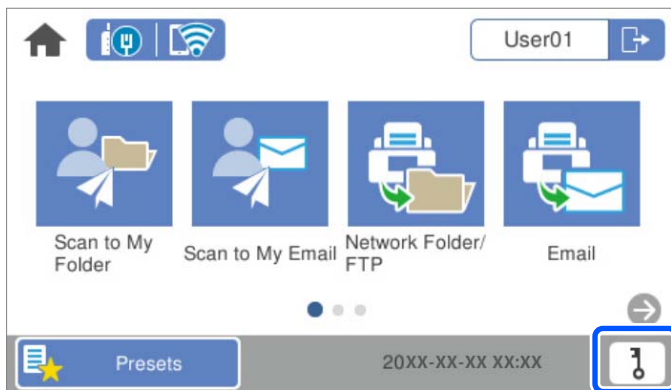 User01
Scan to My
Folder
Scan to My Email
Network Folder/
FTP
Email
Presets
20XX-XX-XX XX:XX